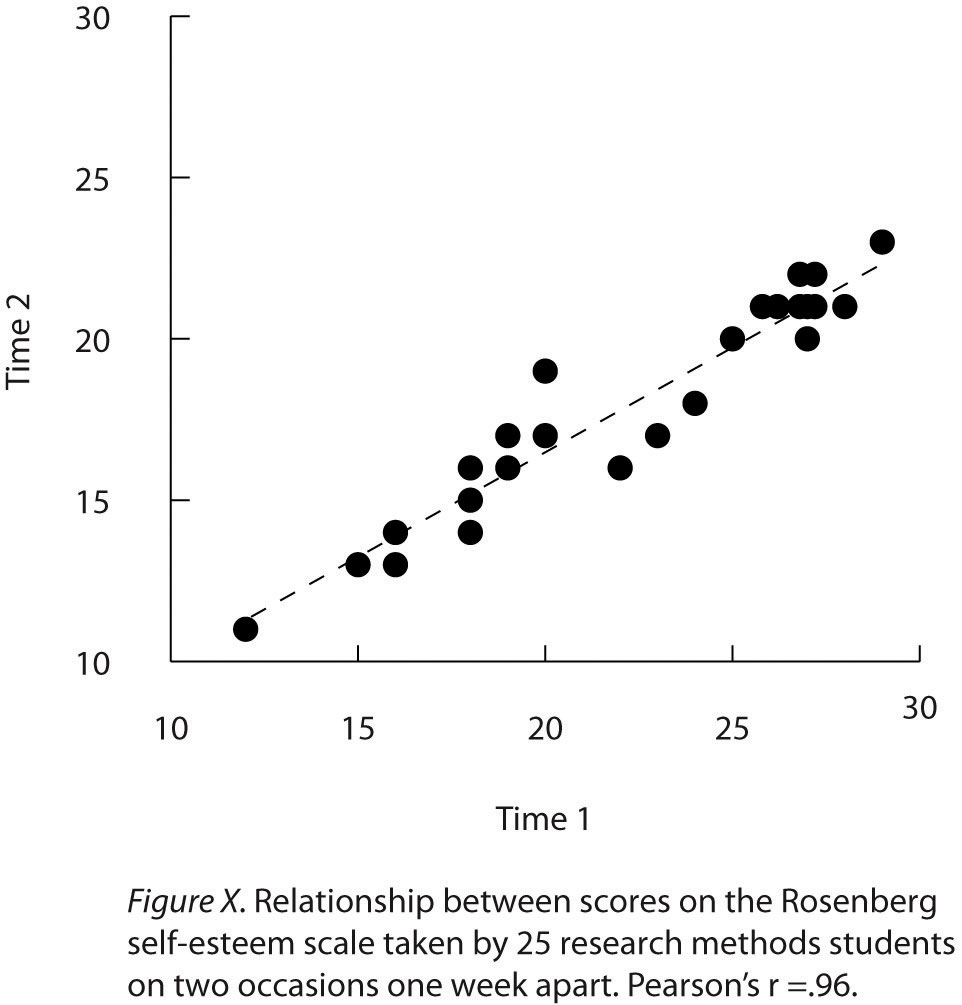 30
25
20
15
10
Time 2
10 15 20 25 30
Time 1
Figure X. Relationship between scores on the Rosenberg
self-esteem scale taken by 25 research methods students
on two occasions one week apart. Pearson’s r =.96.